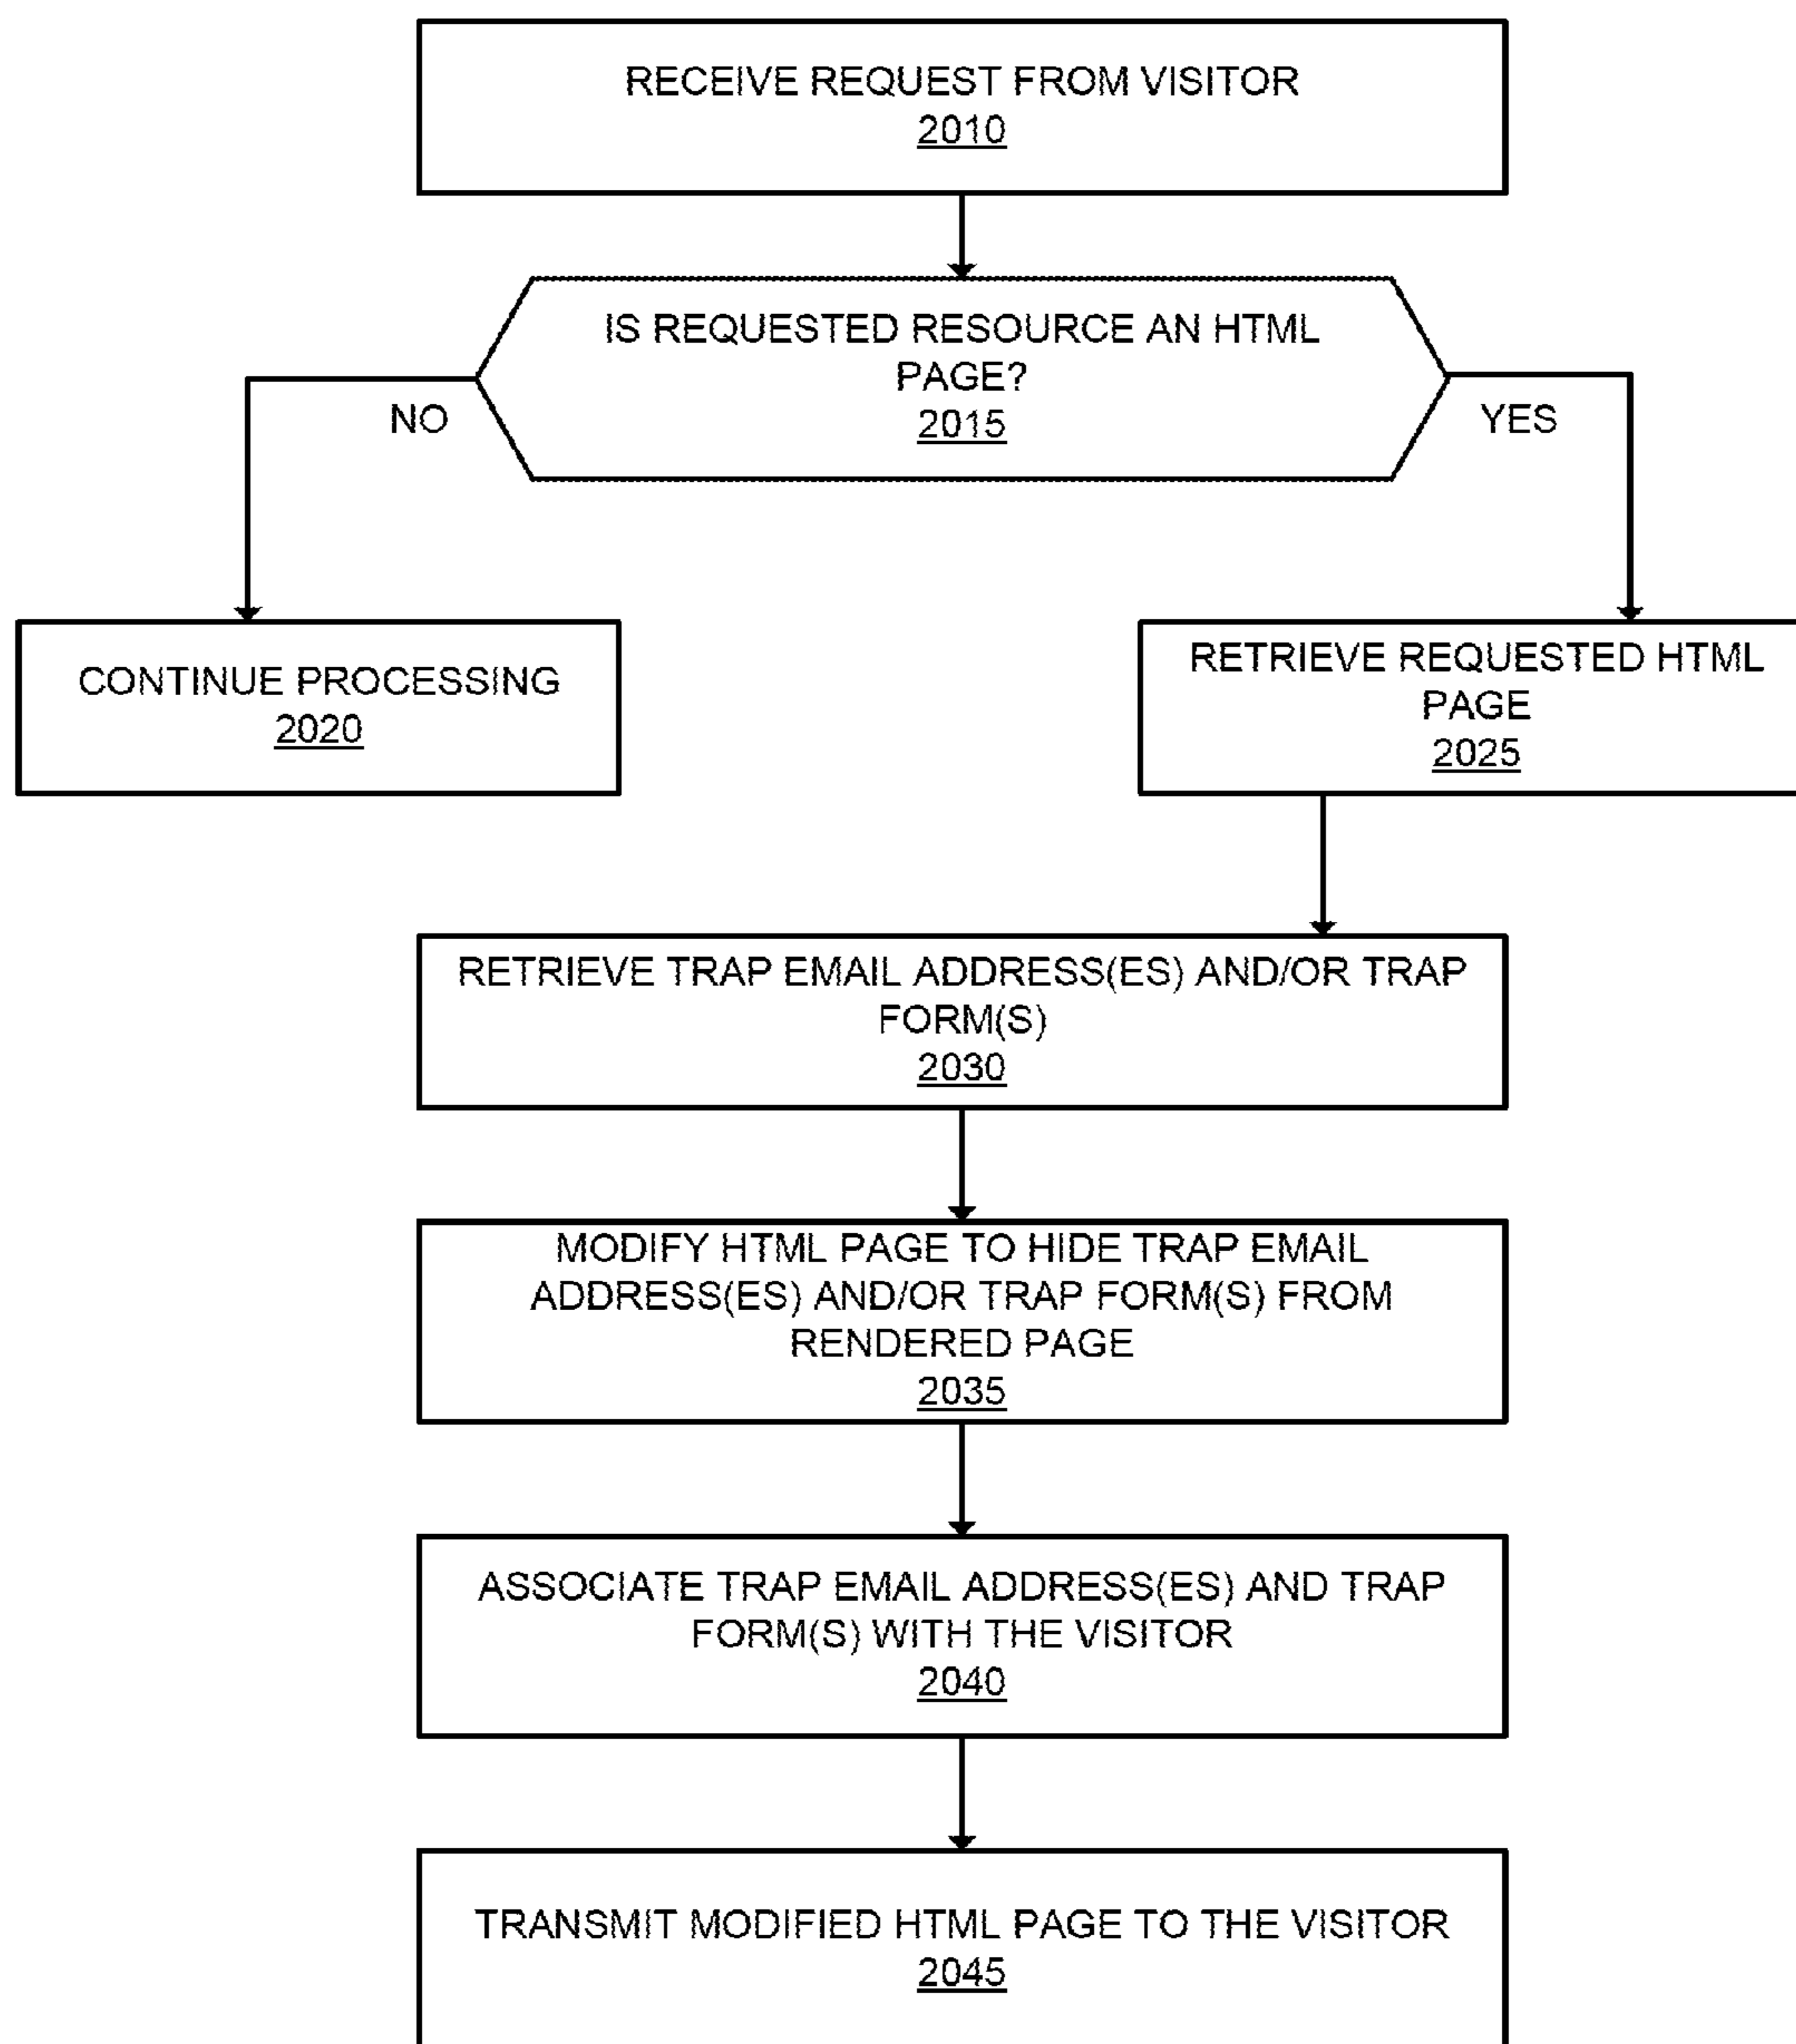 RECEIVE REQUEST FROM VISITOR
2010
IS REQUESTED RESOURCE AN HTML
PAGE?
2015
NO
YES
CONTINUE PROCESSING
2020
RETRIEVE REQUESTED HTML
PAGE
2025
RETRIEVE TRAP EMAIL ADDRESS(ES) AND/OR TRAP
FORM(S)
2030
MODIFY HTML PAGE TO HIDE TRAP EMAIL
ADDRESS(ES) AND/OR TRAP FORM(S) FROM
RENDERED PAGE
2035
ASSOCIATE TRAP EMAIL ADDRESS(ES) AND TRAP
FORM(S) WITH THE VISITOR
2040
TRANSMIT MODIFIED HTML PAGE TO THE VISITOR
2045